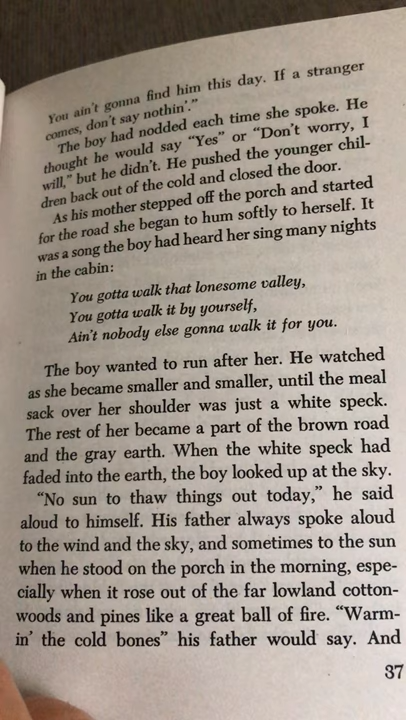 You ain't gonna find him this day. If a stranger
comes, don't say nothin'."
The boy had nodded each time she spoke. He
thought he would say "Yes" or "Don't worry, I
will," but he didn't. He pushed the younger chil-
dren back out of the cold and closed the door.
As his mother stepped off the porch and started
for the road she began to hum softly to herself. It
was a song the boy had heard her sing many nights
in the cabin:
You gotta walk that lonesome valley,
You gotta walk it by yourself,
Ain't nobody else gonna walk it for you.
The boy wanted to run after her. He watched
as she became smaller and smaller, until the meal
sack over her shoulder was just a white speck.
The rest of her became a part of the brown road
and the gray earth. When the white speck had
faded into the earth, the boy looked up at the sky.
"No sun to thaw things out today," he said
aloud to himself. His father always spoke aloud
to the wind and the sky, and sometimes to the sun
when he stood on the porch in the morning, espe-
cially when it rose out of the far lowland cotton-
woods and pines like a great ball of fire. "Warm-
in' the cold bones" his father would say. And
37